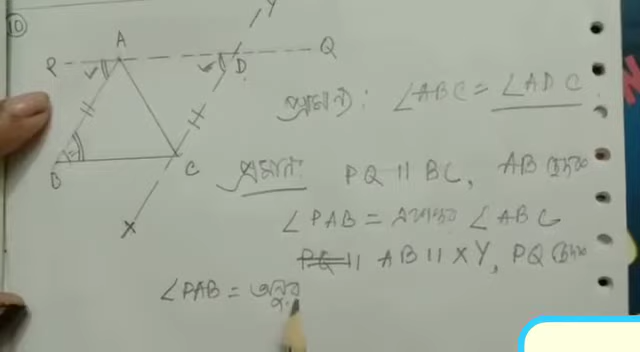 10
Y
A
P
Q
D
B
C
X
প্রমাণ: ∠ABC = ∠ADC.
প্রমাণ: PQ || BC, AB ছেদক
∠PAB = একান্তর ∠ABC
AB || XY, PQ ছেদক
∠PAB = অনুরূ